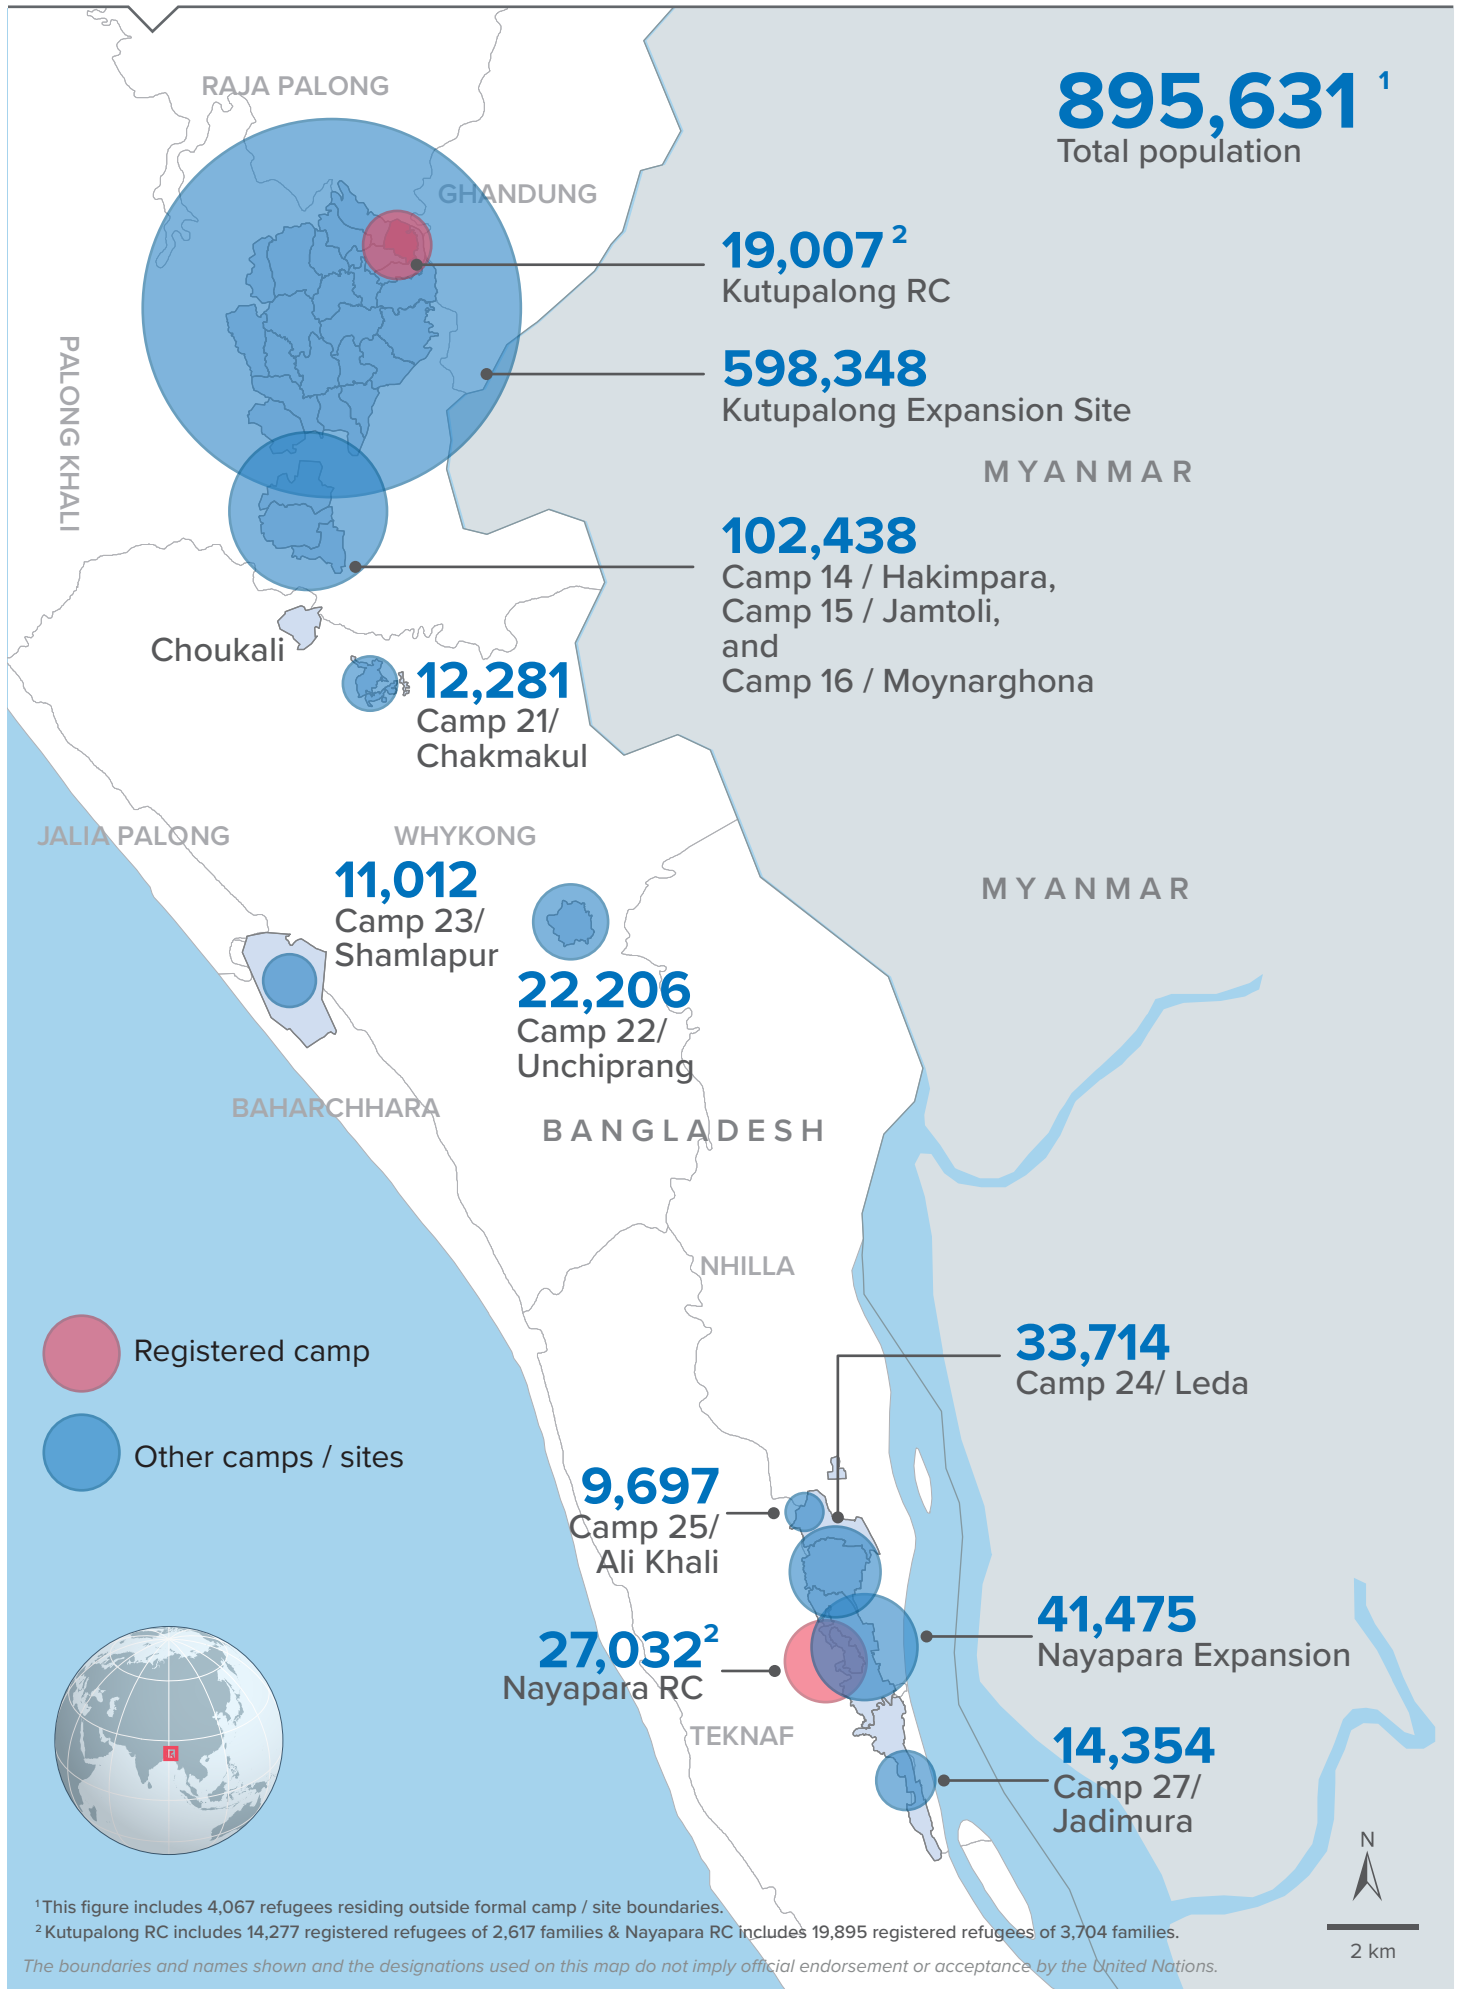 RAJA PALONG
895,631 1
Total population
GHANDUNG
19,007 2
Kutupalong RC
PALONG KHALI
598,348
Kutupalong Expansion Site
MYANMAR
102,438
Camp 14 / Hakimpara,
Camp 15 / Jamtoli,
and
Camp 16 / Moynarghona
Choukali
12,281
Camp 21/
Chakmakul
JALIA PALONG
WHYKONG
11,012
Camp 23/
Shamlapur
MYANMAR
22,206
Camp 22/
Unchiprang
BAHARCHHARA
BANGLADESH
NHILLA
Registered camp
33,714
Camp 24/ Leda
Other camps / sites
9,697
Camp 25/
Ali Khali
41,475
Nayapara Expansion
27,032 2
Nayapara RC
TEKNAF
14,354
Camp 27/
Jadimura
N
2 km
1 This figure includes 4,067 refugees residing outside formal camp / site boundaries.
2 Kutupalong RC includes 14,277 registered refugees of 2,617 families & Nayapara RC includes 19,895 registered refugees of 3,704 families.
The boundaries and names shown and the designations used on this map do not imply official endorsement or acceptance by the United Nations.